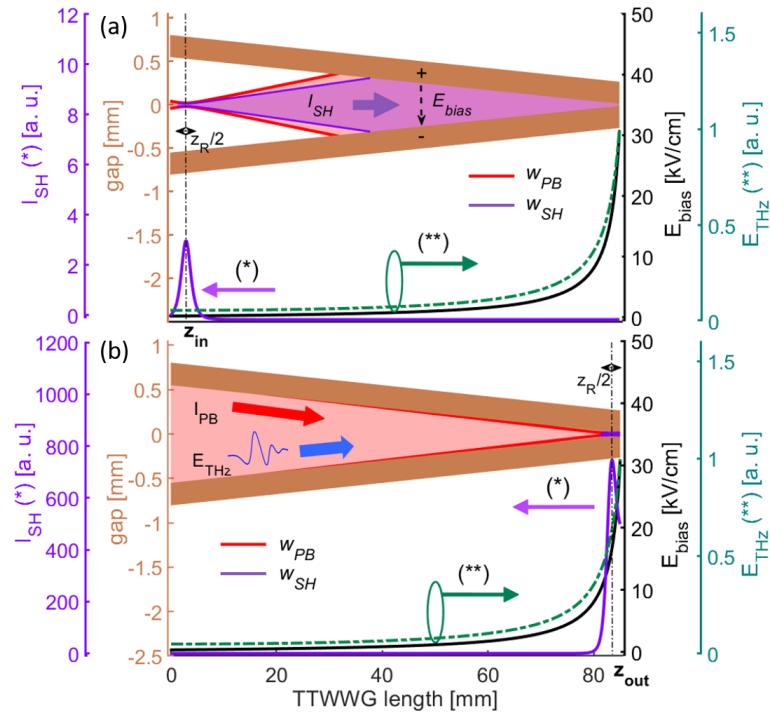 (a)
12
10
8
6
4
2
0
I_SH (*) [a. u.]
1
0.5
0
-0.5
-1
-1.5
-2
gap [mm]
I_SH
+
E_bias
-
z_R/2
w_PB
w_SH
(*)
(**)
z_in
50
40
30
20
10
0
E_bias [kV/cm]
1.5
1
0.5
0
E_THz (**) [a. u.]
(b)
1200
1000
800
600
400
200
0
I_SH (*) [a. u.]
1
0.5
0
-0.5
-1
-1.5
-2
-2.5
gap [mm]
I_PB
E_THz
z_R/2
(*)
w_PB
w_SH
(**)
50
40
30
20
10
0
E_bias [kV/cm]
1.5
1
0.5
0
E_THz (**) [a. u.]
0 20 40 60 80
z_out
TTWWG length [mm]